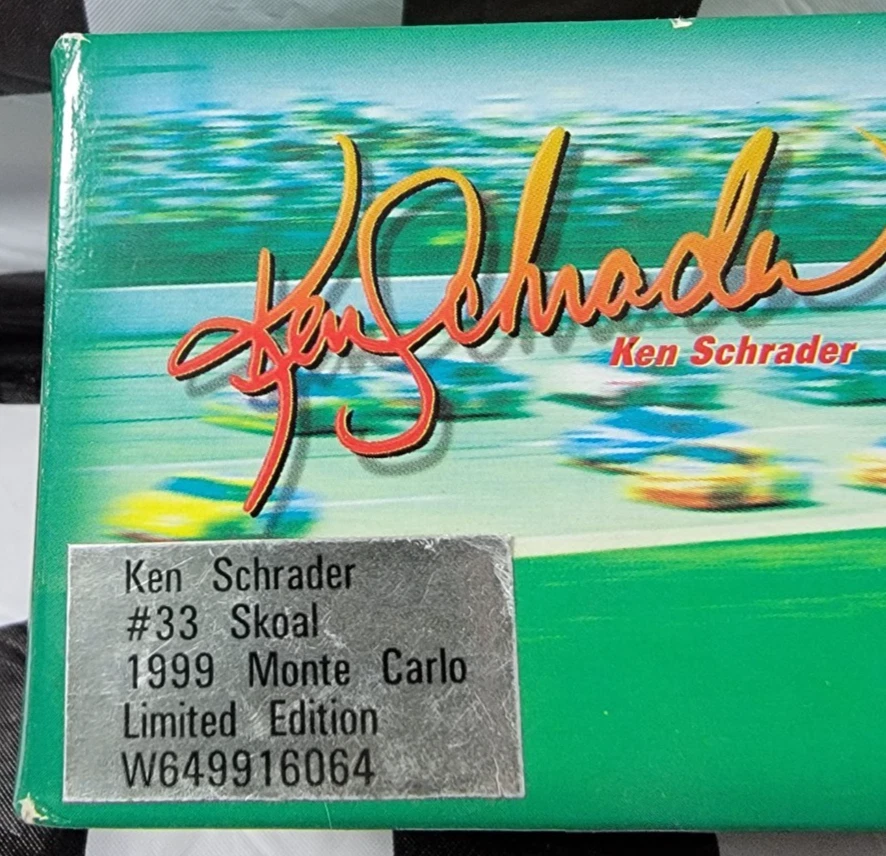 Ken Schrader
Ken Schrader
Ken Schrader
#33 Skoal
1999 Monte Carlo
Limited Edition
W649916064